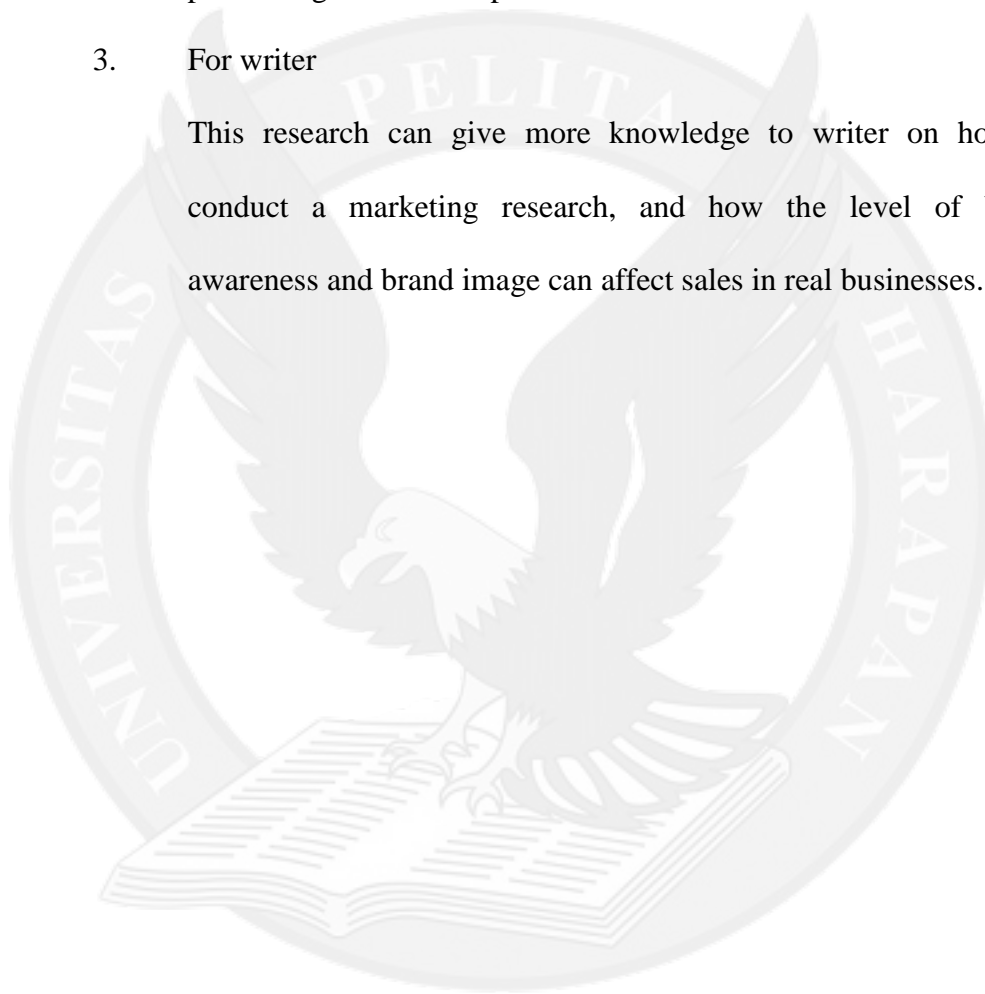 3. For writer
This research can give more knowledge to writer on
conduct a marketing research, and how the level of
awareness and brand image can affect sales in real businesses.
UNIVERSITAS PELITA HARAPAN